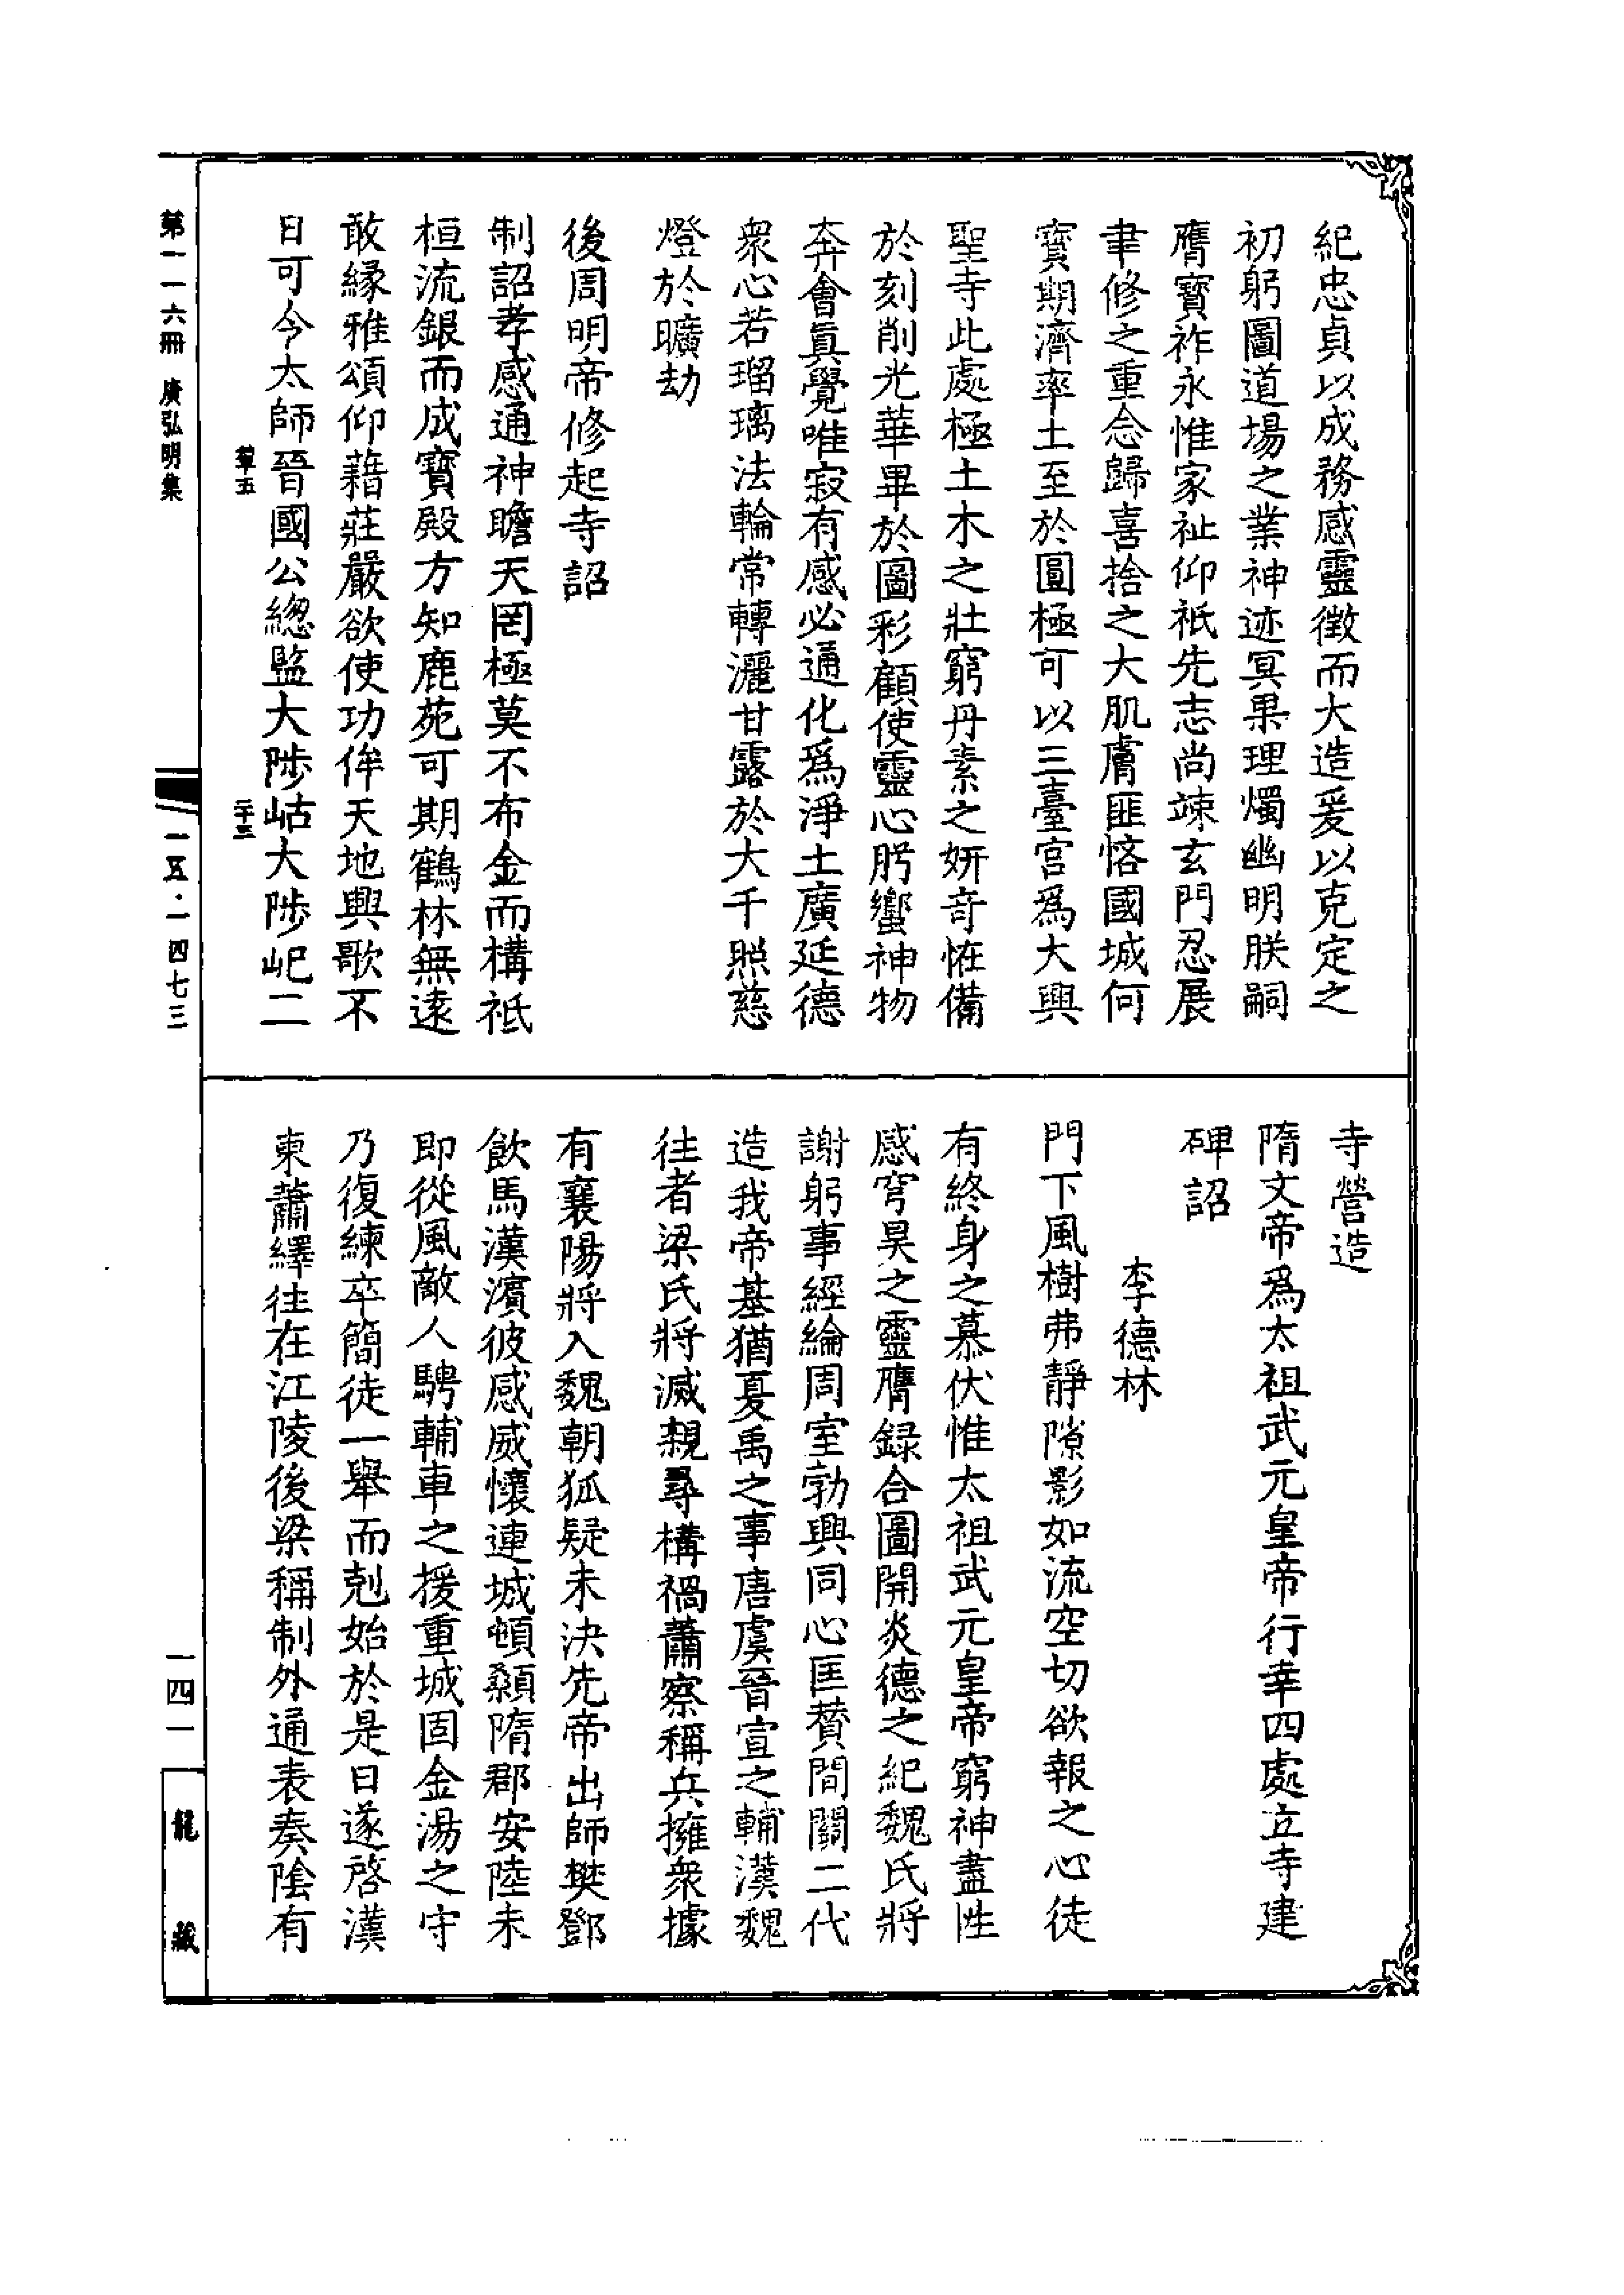 紀忠貞以成務感靈徵而大造爰以克定之
初躬圖道場之業神迹冥果理燭幽明朕嗣
膺寶祚永惟家祉仰祇先志尚竦玄門忍展
聿修之重念歸喜捨之大肌膚匪悋國城何
寶期濟率土至於圓極可以三臺宮爲大興
聖寺此處極土木之壯窮丹素之妍奇恠備
於刻削光華畢於圖彩顧使靈心肹蠁神物
奔會眞覺唯寂有感必通化爲淨土廣延德
衆心若瑠璃法輪常轉灑甘露於大千照慈
燈於曠劫
後周明帝修起寺詔
制詔孝感通神瞻天罔極莫不布金而構祇
桓流銀而成寶殿方知鹿苑可期鶴林無遠
敢緣雅頌仰藉莊嚴欲使功侔天地興歌不
日可令太師晉國公總監大陟岵大陟屺二
寺營造
隋文帝爲太祖武元皇帝行幸四處立寺建
碑詔
李德林
門下風樹弗靜隙影如流空切欲報之心徒
有終身之慕伏惟太祖武元皇帝窮神盡性
感穹昊之靈膺録合圖開炎德之紀魏氏將
謝躬事經綸周室勃興同心匡贊間關二代
造我帝基猶夏禹之事唐虞晉宣之輔漢魏
往者梁氏將滅親尋構禍蕭察稱兵擁衆據
有襄陽將入魏朝狐疑未決先帝出師樊鄧
飲馬漢濱彼感威懷連城頓顙隋郡安陸未
即從風敵人騁輔車之援重城固金湯之守
乃復練卒簡徒一舉而剋始於是日遂啓漢
東蕭繹往在江陵後梁稱制外通表奏陰有
第一一六冊 廣弘明集
羣五
二十三
一五·一四七三
一四一
龍藏